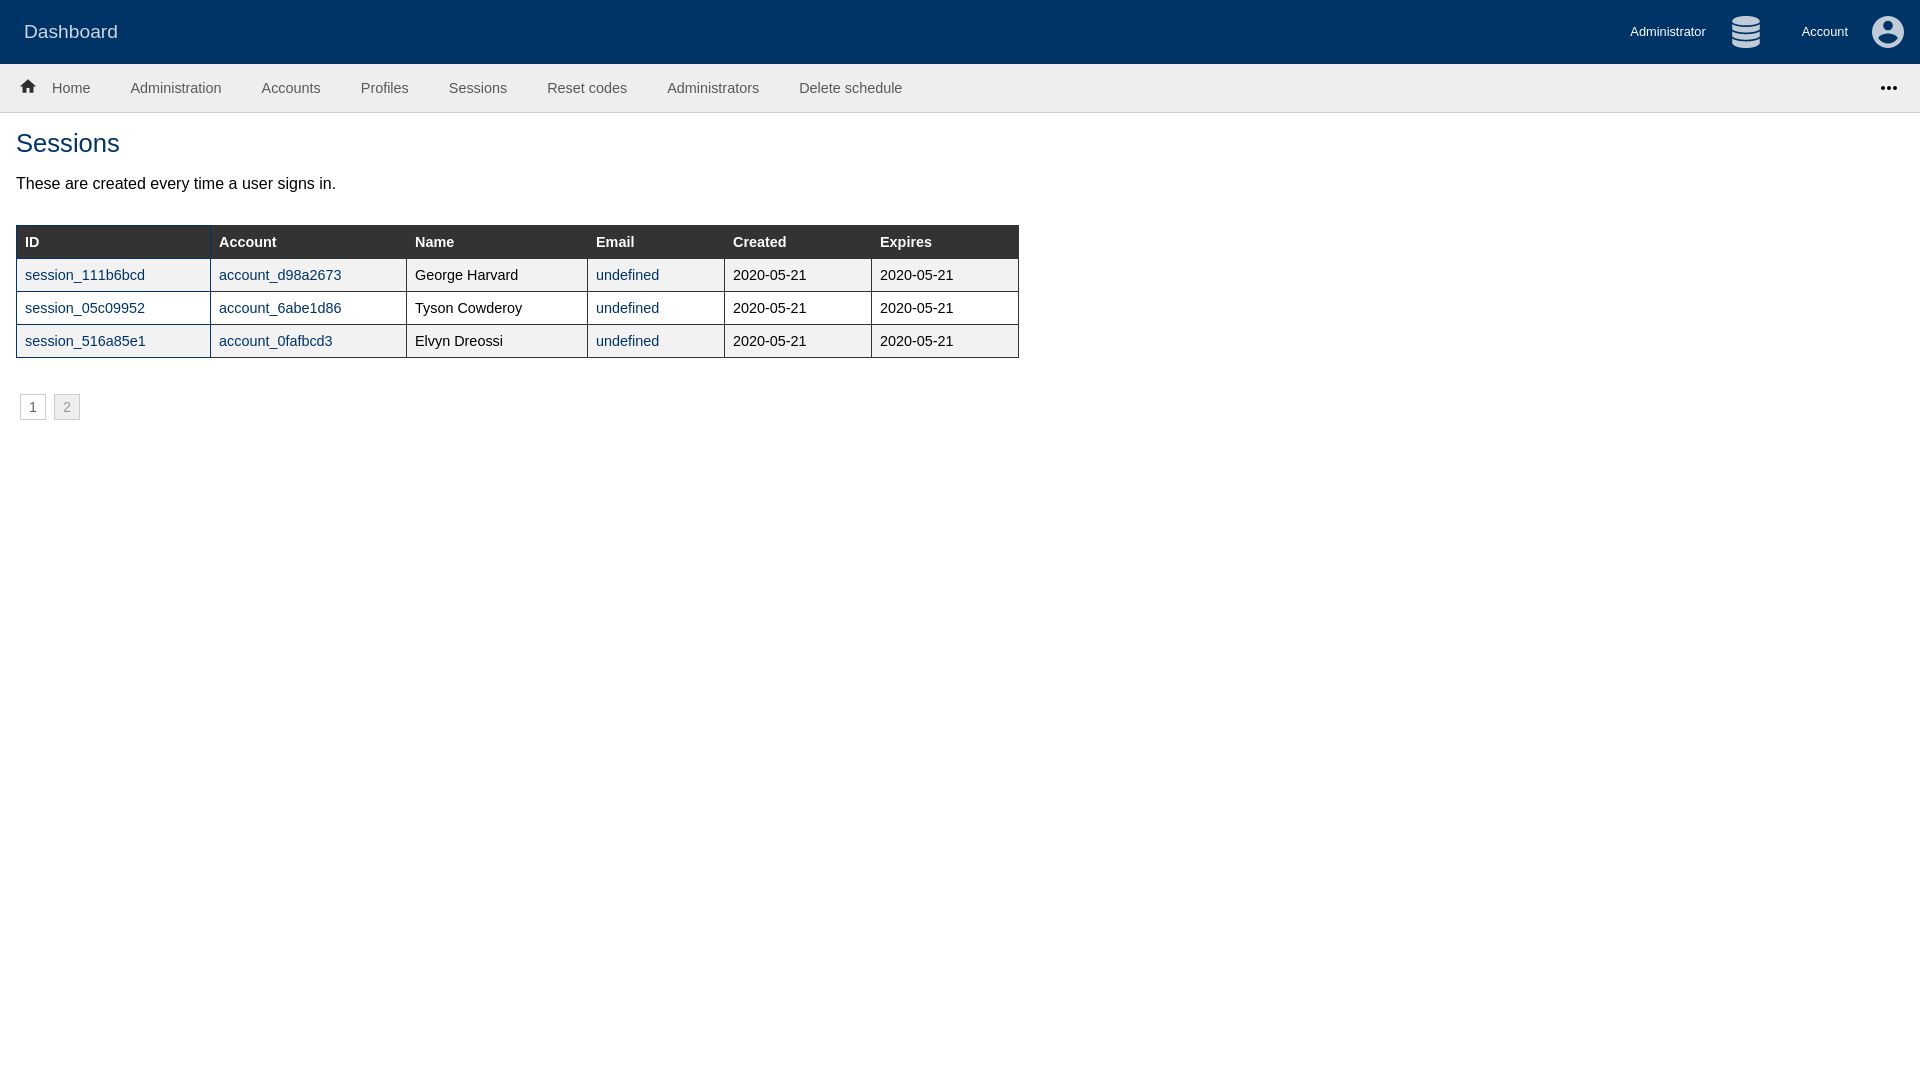 Dashboard
Administrator
Account
Home Administration Accounts Profiles Sessions Reset codes Administrators Delete schedule
Sessions
These are created every time a user signs in.
ID Account Name Email Created Expires
session_111b6bcd account_d98a2673 George Harvard undefined 2020-05-21 2020-05-21
session_05c09952 account_6abe1d86 Tyson Cowderoy undefined 2020-05-21 2020-05-21
session_516a85e1 account_0fafbcd3 Elvyn Dreossi undefined 2020-05-21 2020-05-21
1 2